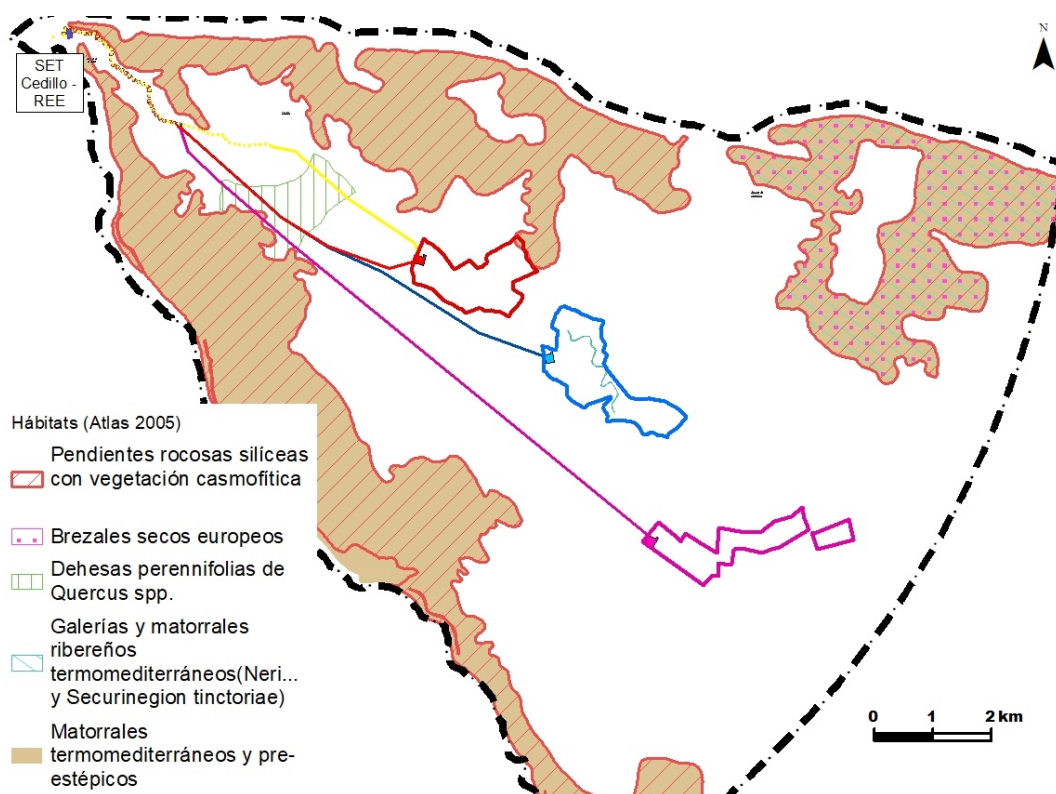 N
SET
Cedillo -
REE
Hábitats (Atlas 2005)
Pendientes rocosas silíceas
con vegetación casmofítica
Brezales secos europeos
Dehesas perennifolias de
Quercus spp.
Galerías y matorrales
ribereños
termomediterráneos(Neri...
y Securinegion tinctoriae)
Matorrales
termomediterráneos y pre-
estépicos
0 1 2 km